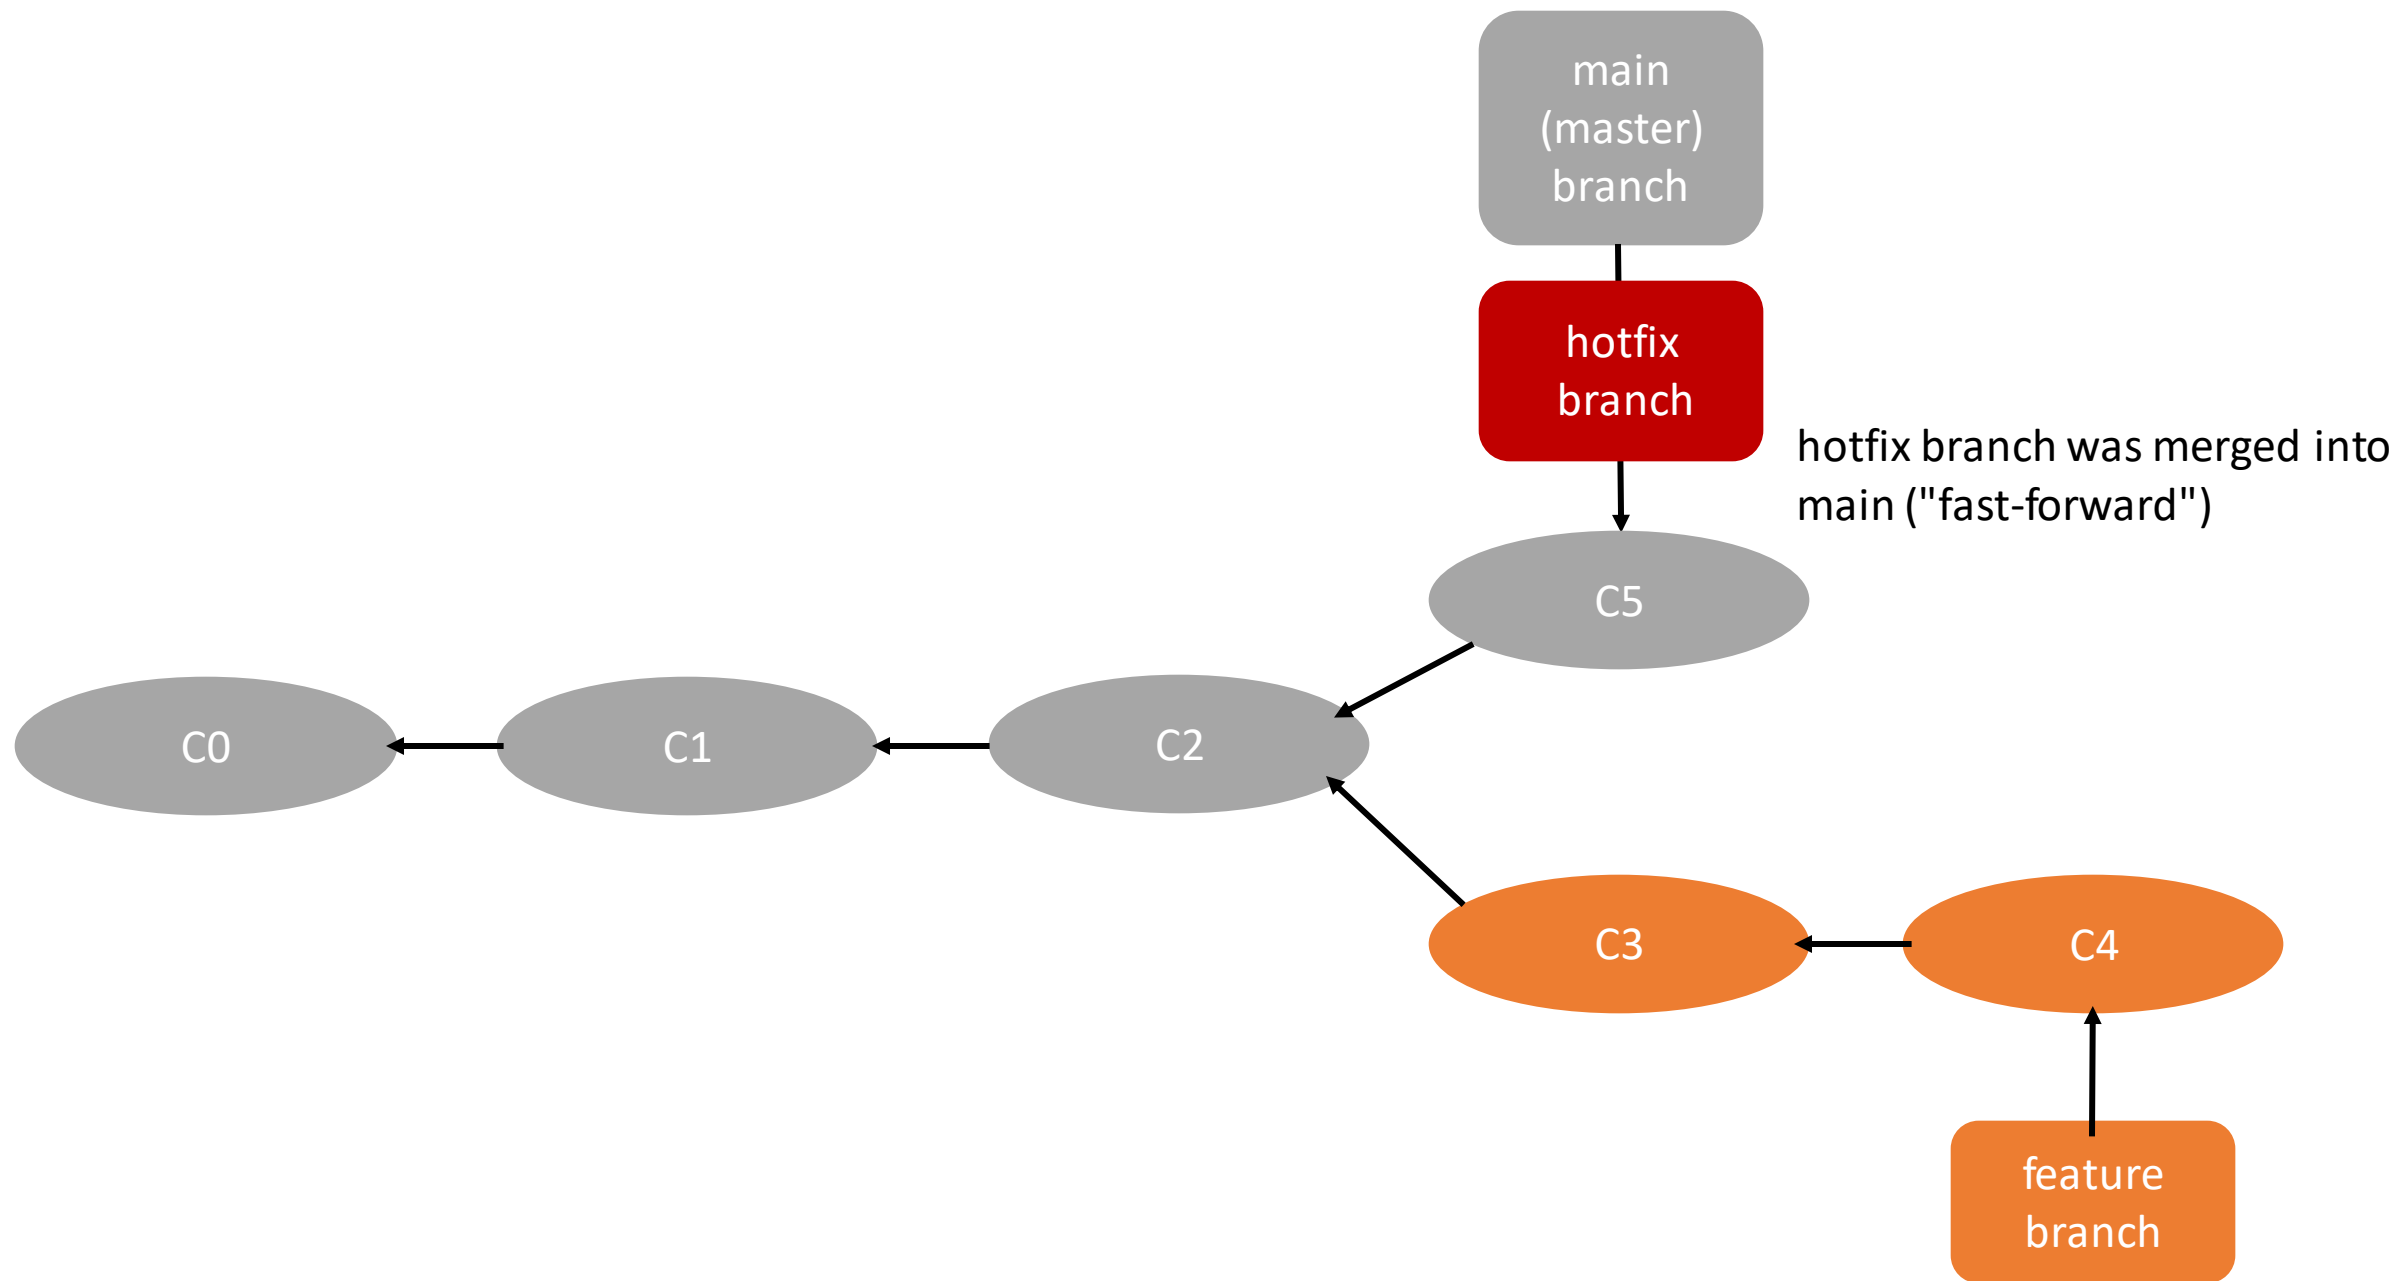 main
(master)
branch
hotfix
branch
hotfix branch was merged into
main ("fast-forward")
C5
C0
C1
C2
C3
C4
feature
branch